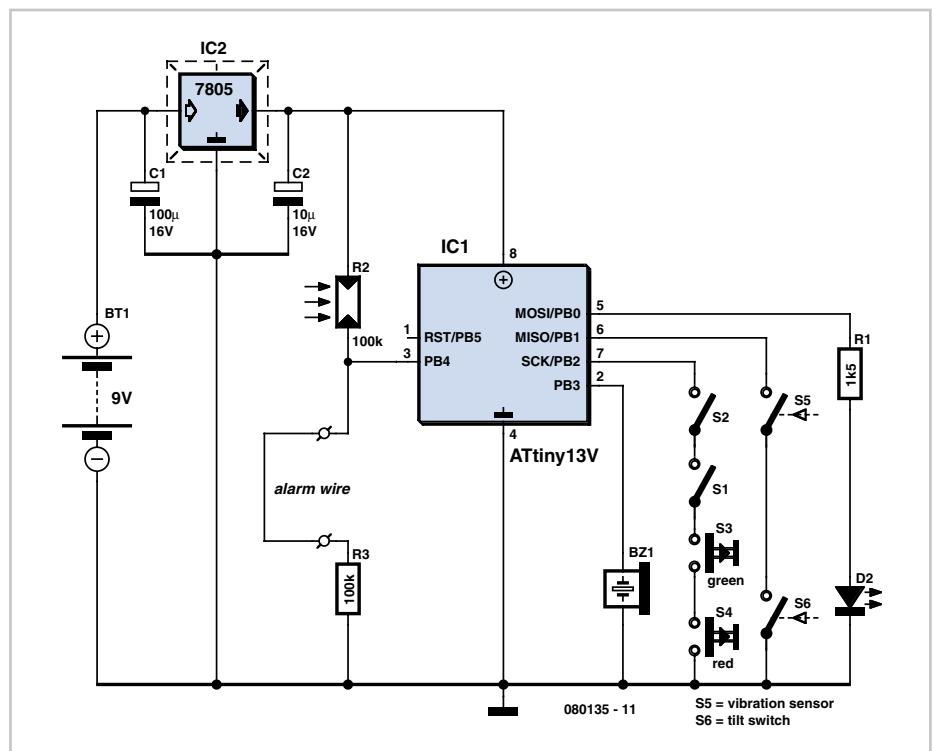 IC2
7805
C1
100µ
16V
C2
10µ
16V
IC1
8
R2
100k
BT1
9V
1
RST/PB5
3
PB4
MOSI/PB0
5
MISO/PB1
6
SCK/PB2
7
PB3
2
4
ATtiny13V
R1
1k5
S2
S5
S1
alarm wire
S3
green
R3
100k
BZ1
D2
S4
red
S6
080135 - 11
S5 = vibration sensor
S6 = tilt switch